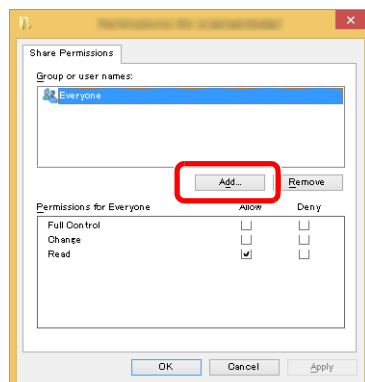 Share Permissions
Group or user names:
Everyone
Add... Remove
Permissions for Everyone Allow Deny
Full Control
Change
Read
OK Cancel Apply